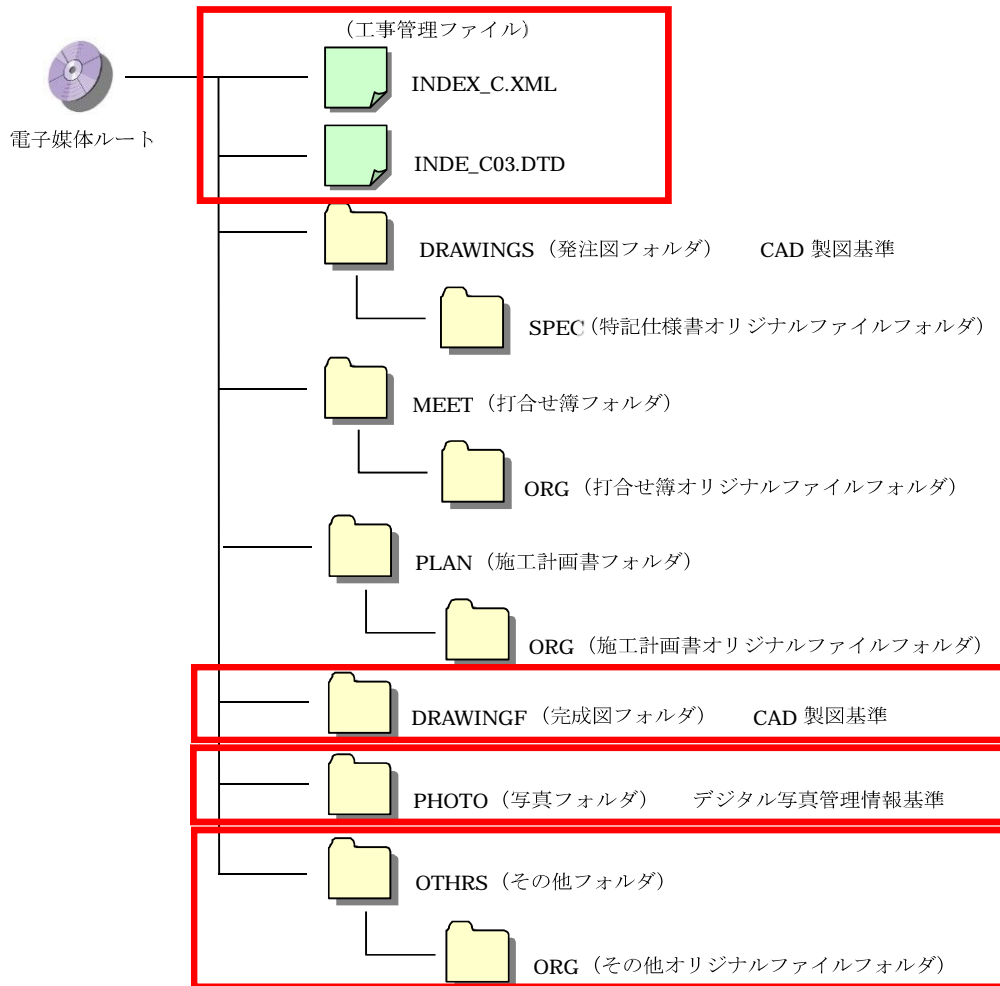 （工事管理ファイル）
INDEX_C.XML
電子媒体ルート
INDE_C03.DTD
DRAWINGS（発注図フォルダ）　CAD 製図基準
SPEC（特記仕様書オリジナルファイルフォルダ）
MEET（打合せ簿フォルダ）
ORG（打合せ簿オリジナルファイルフォルダ）
PLAN（施工計画書フォルダ）
ORG（施工計画書オリジナルファイルフォルダ）
DRAWINGF（完成図フォルダ）　CAD 製図基準
PHOTO（写真フォルダ）　デジタル写真管理情報基準
OTHRS（その他フォルダ）
ORG（その他オリジナルファイルフォルダ）